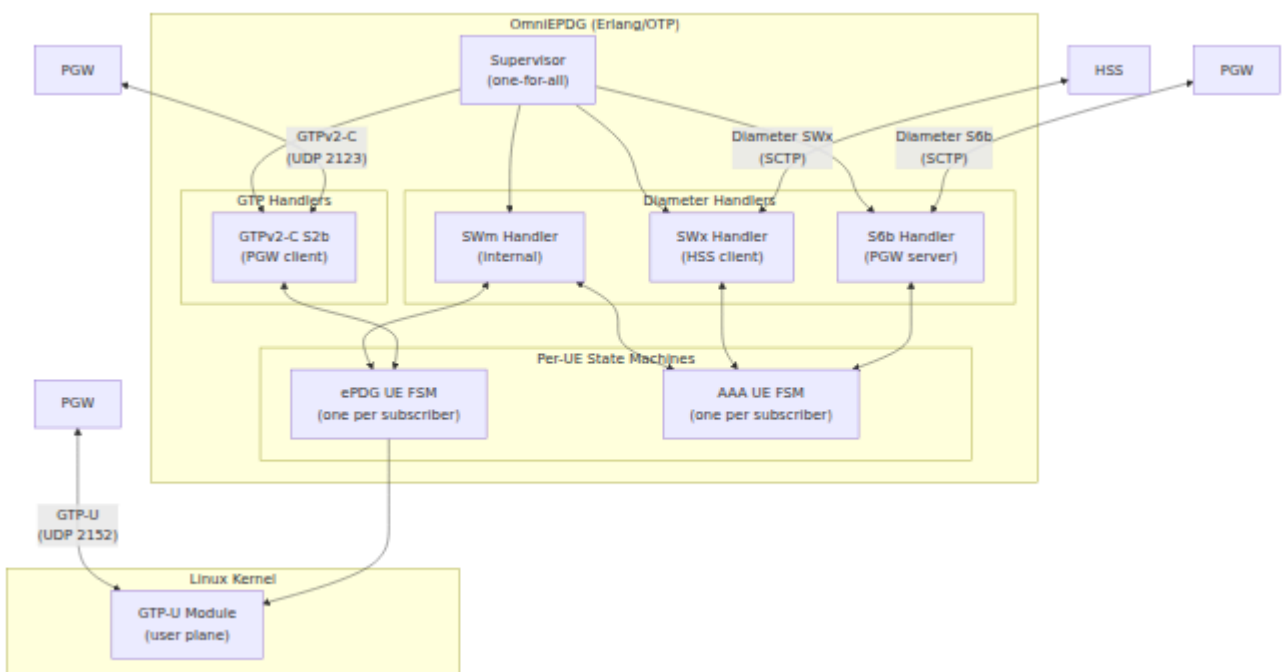 OmniEPDG (Erlang/OTP)
Supervisor
(one-for-all)
PGW
HSS
PGW
GTPv2-C
(UDP 2123)
Diameter SWx
(SCTP)
Diameter S6b
(SCTP)
GTP Handlers
Diameter Handlers
GTPv2-C S2b
(PGW client)
SWm Handler
(internal)
SWx Handler
(HSS client)
S6b Handler
(PGW server)
Per-UE State Machines
ePDG UE FSM
(one per subscriber)
AAA UE FSM
(one per subscriber)
PGW
GTP-U
(UDP 2152)
Linux Kernel
GTP-U Module
(user plane)